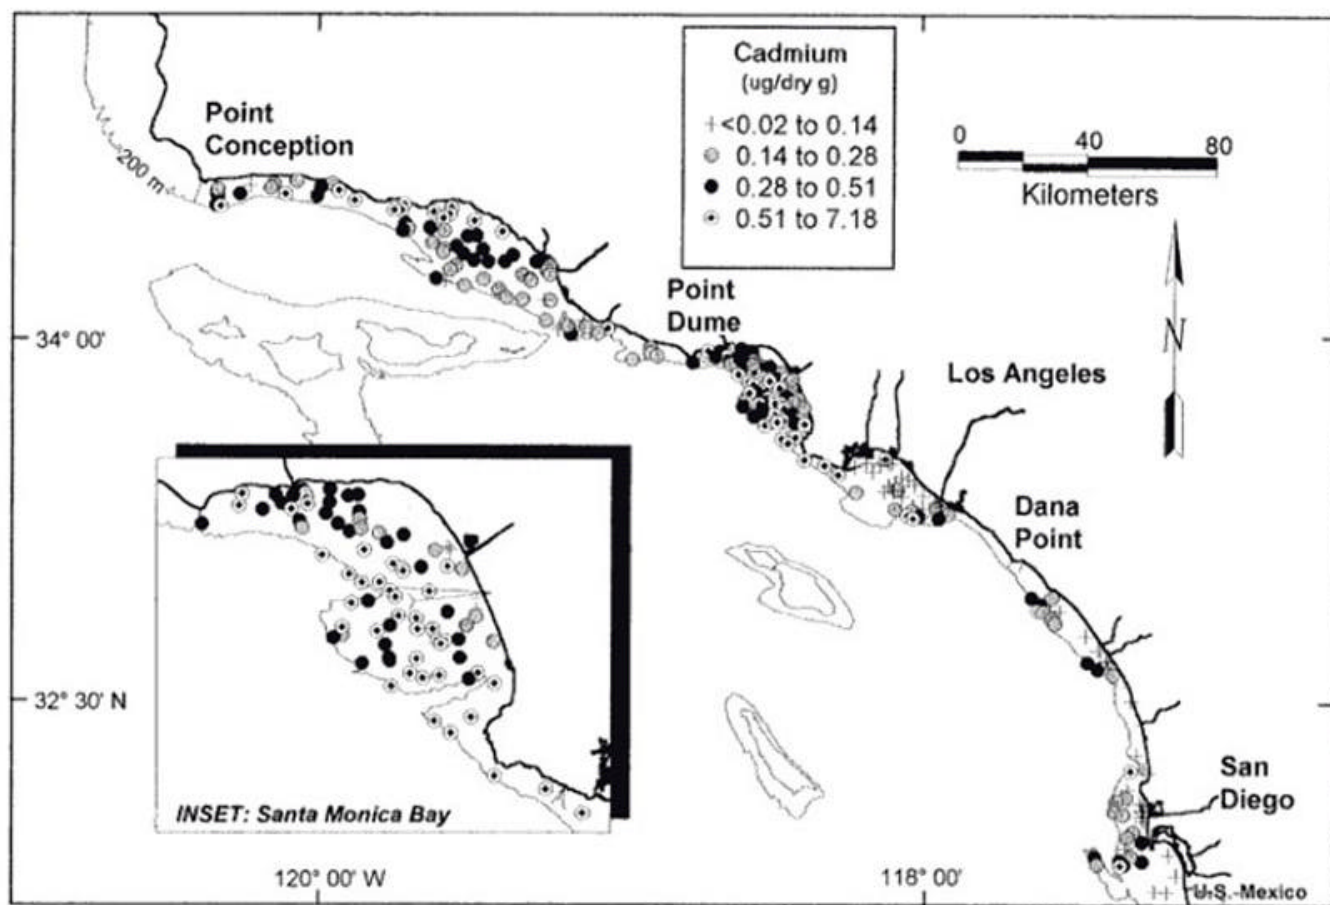 Cadmium
(ug/dry g)
<0.02 to 0.14
0.14 to 0.28
0.28 to 0.51
0.51 to 7.18
0 40 80
Kilometers
N
Point
Conception
200 m
Point
Dume
34° 00'
Los Angeles
Dana
Point
32° 30' N
San
Diego
INSET: Santa Monica Bay
120° 00' W
118° 00'
U.S.-Mexico